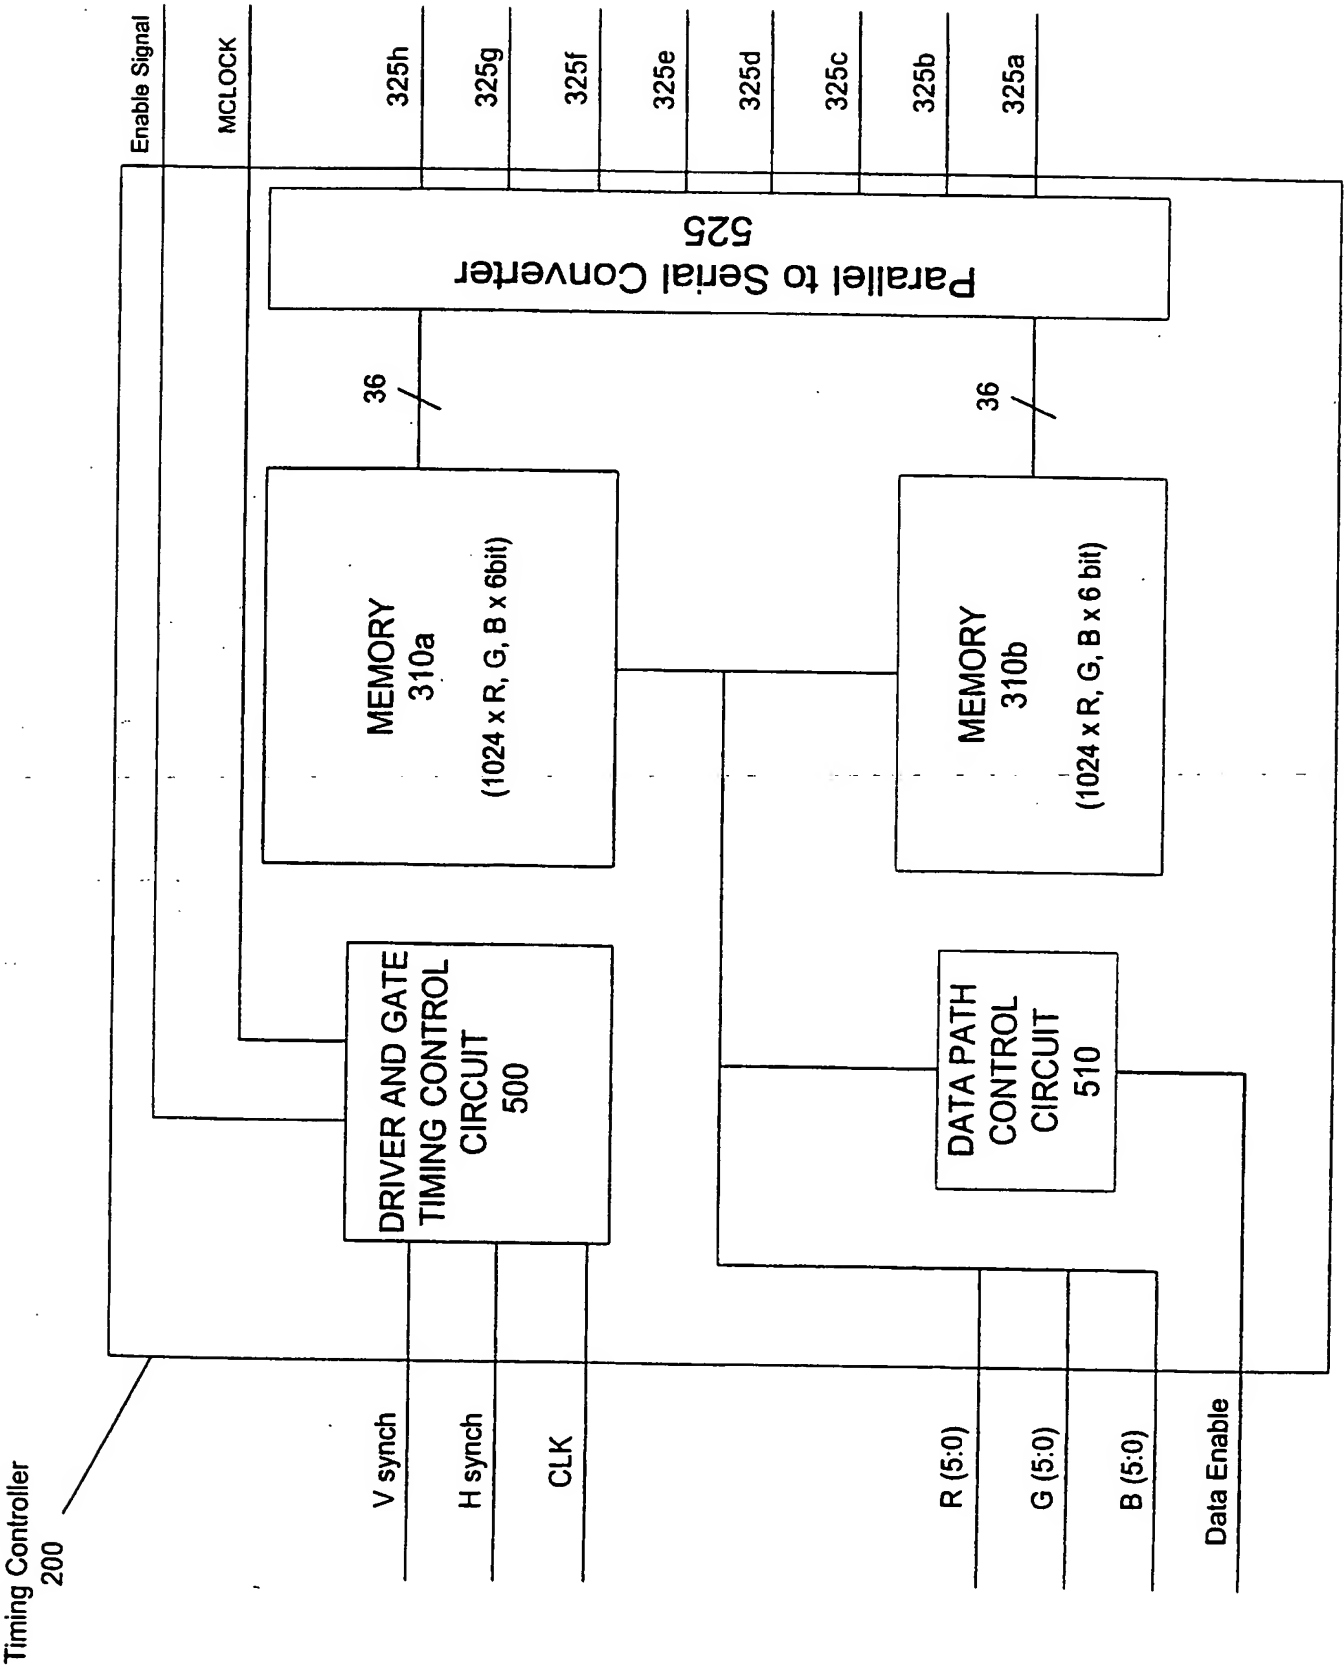 Timing Controller
200
Enable Signal
MCLOCK
V synch
H synch
CLK
DRIVER AND GATE
TIMING CONTROL
CIRCUIT
500
MEMORY
310a
(1024 x R, G, B x 6bit)
36
Parallel to Serial Converter
525
325h
325g
325f
325e
325d
325c
325b
325a
R (5:0)
G (5:0)
B (5:0)
Data Enable
DATA PATH
CONTROL
CIRCUIT
510
MEMORY
310b
(1024 x R, G, B x 6 bit)
36